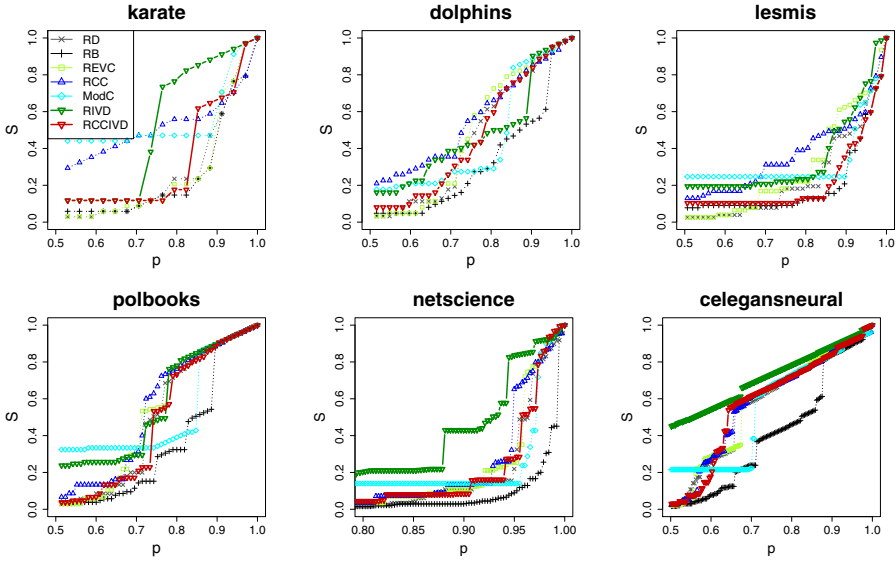 karate
S
0.0 0.2 0.4 0.6 0.8 1.0
RD
RB
REVC
RCC
ModC
RIVD
RCCIVD
0.5 0.6 0.7 0.8 0.9 1.0
p
dolphins
S
0.0 0.2 0.4 0.6 0.8 1.0
0.5 0.6 0.7 0.8 0.9 1.0
p
lesmis
S
0.0 0.2 0.4 0.6 0.8 1.0
0.5 0.6 0.7 0.8 0.9 1.0
p
polbooks
S
0.0 0.2 0.4 0.6 0.8 1.0
0.5 0.6 0.7 0.8 0.9 1.0
p
netscience
S
0.0 0.2 0.4 0.6 0.8 1.0
0.80 0.85 0.90 0.95 1.00
p
celegansneural
S
0.0 0.2 0.4 0.6 0.8 1.0
0.5 0.6 0.7 0.8 0.9 1.0
p